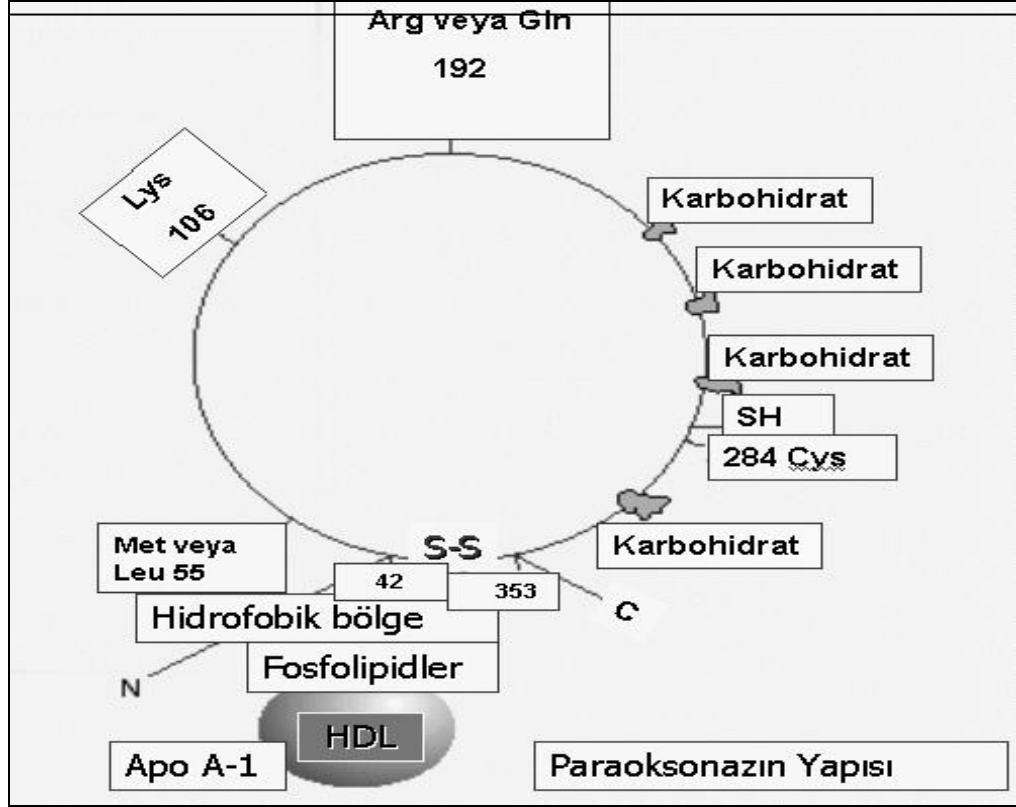 Arg veya Gln
192
Lys
106
Karbohidrat
Karbohidrat
Karbohidrat
SH
284 Cys
Karbohidrat
Met veya
Leu 55
S-S
42
353
C
Hidrofobik bölge
Fosfolipidler
N
HDL
Apo A-1
Paraoksonazın Yapısı